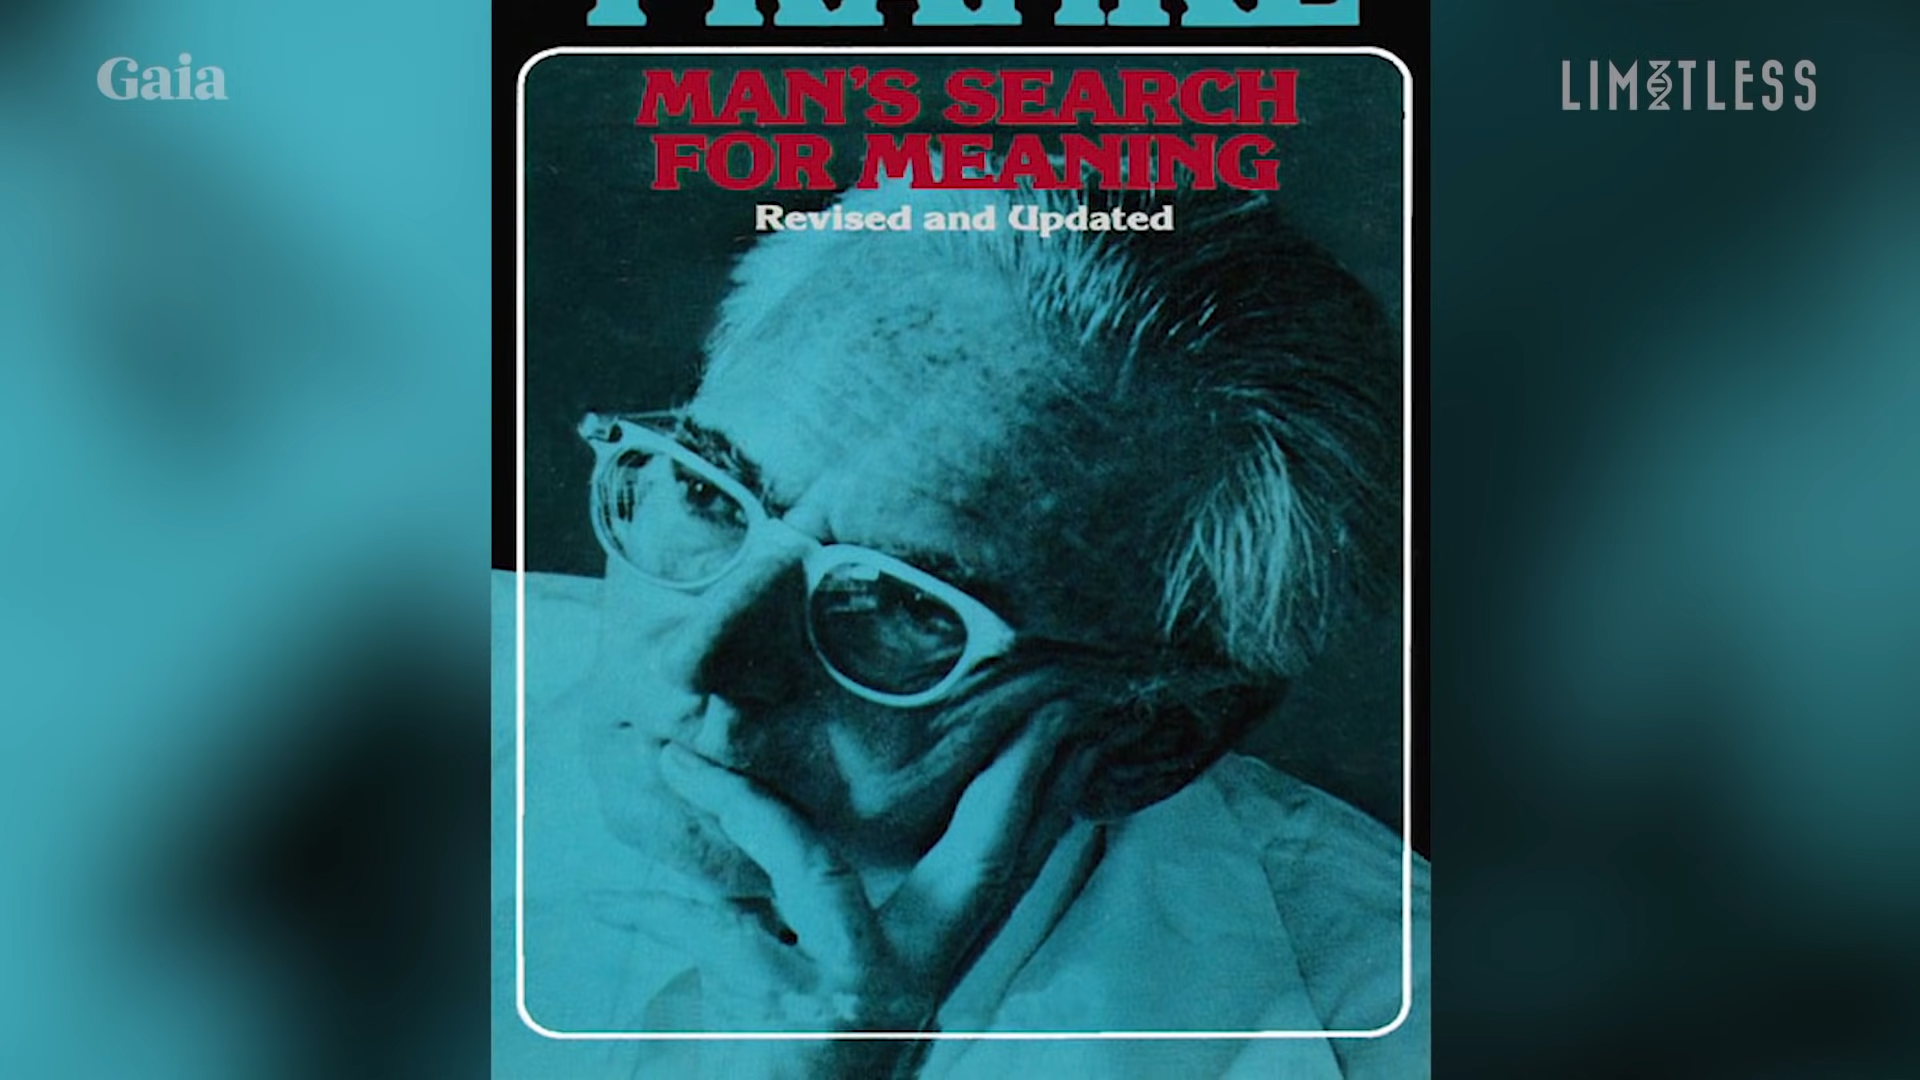 Gaia
LIMITLESS
MAN'S SEARCH
FOR MEANING
Revised and Updated